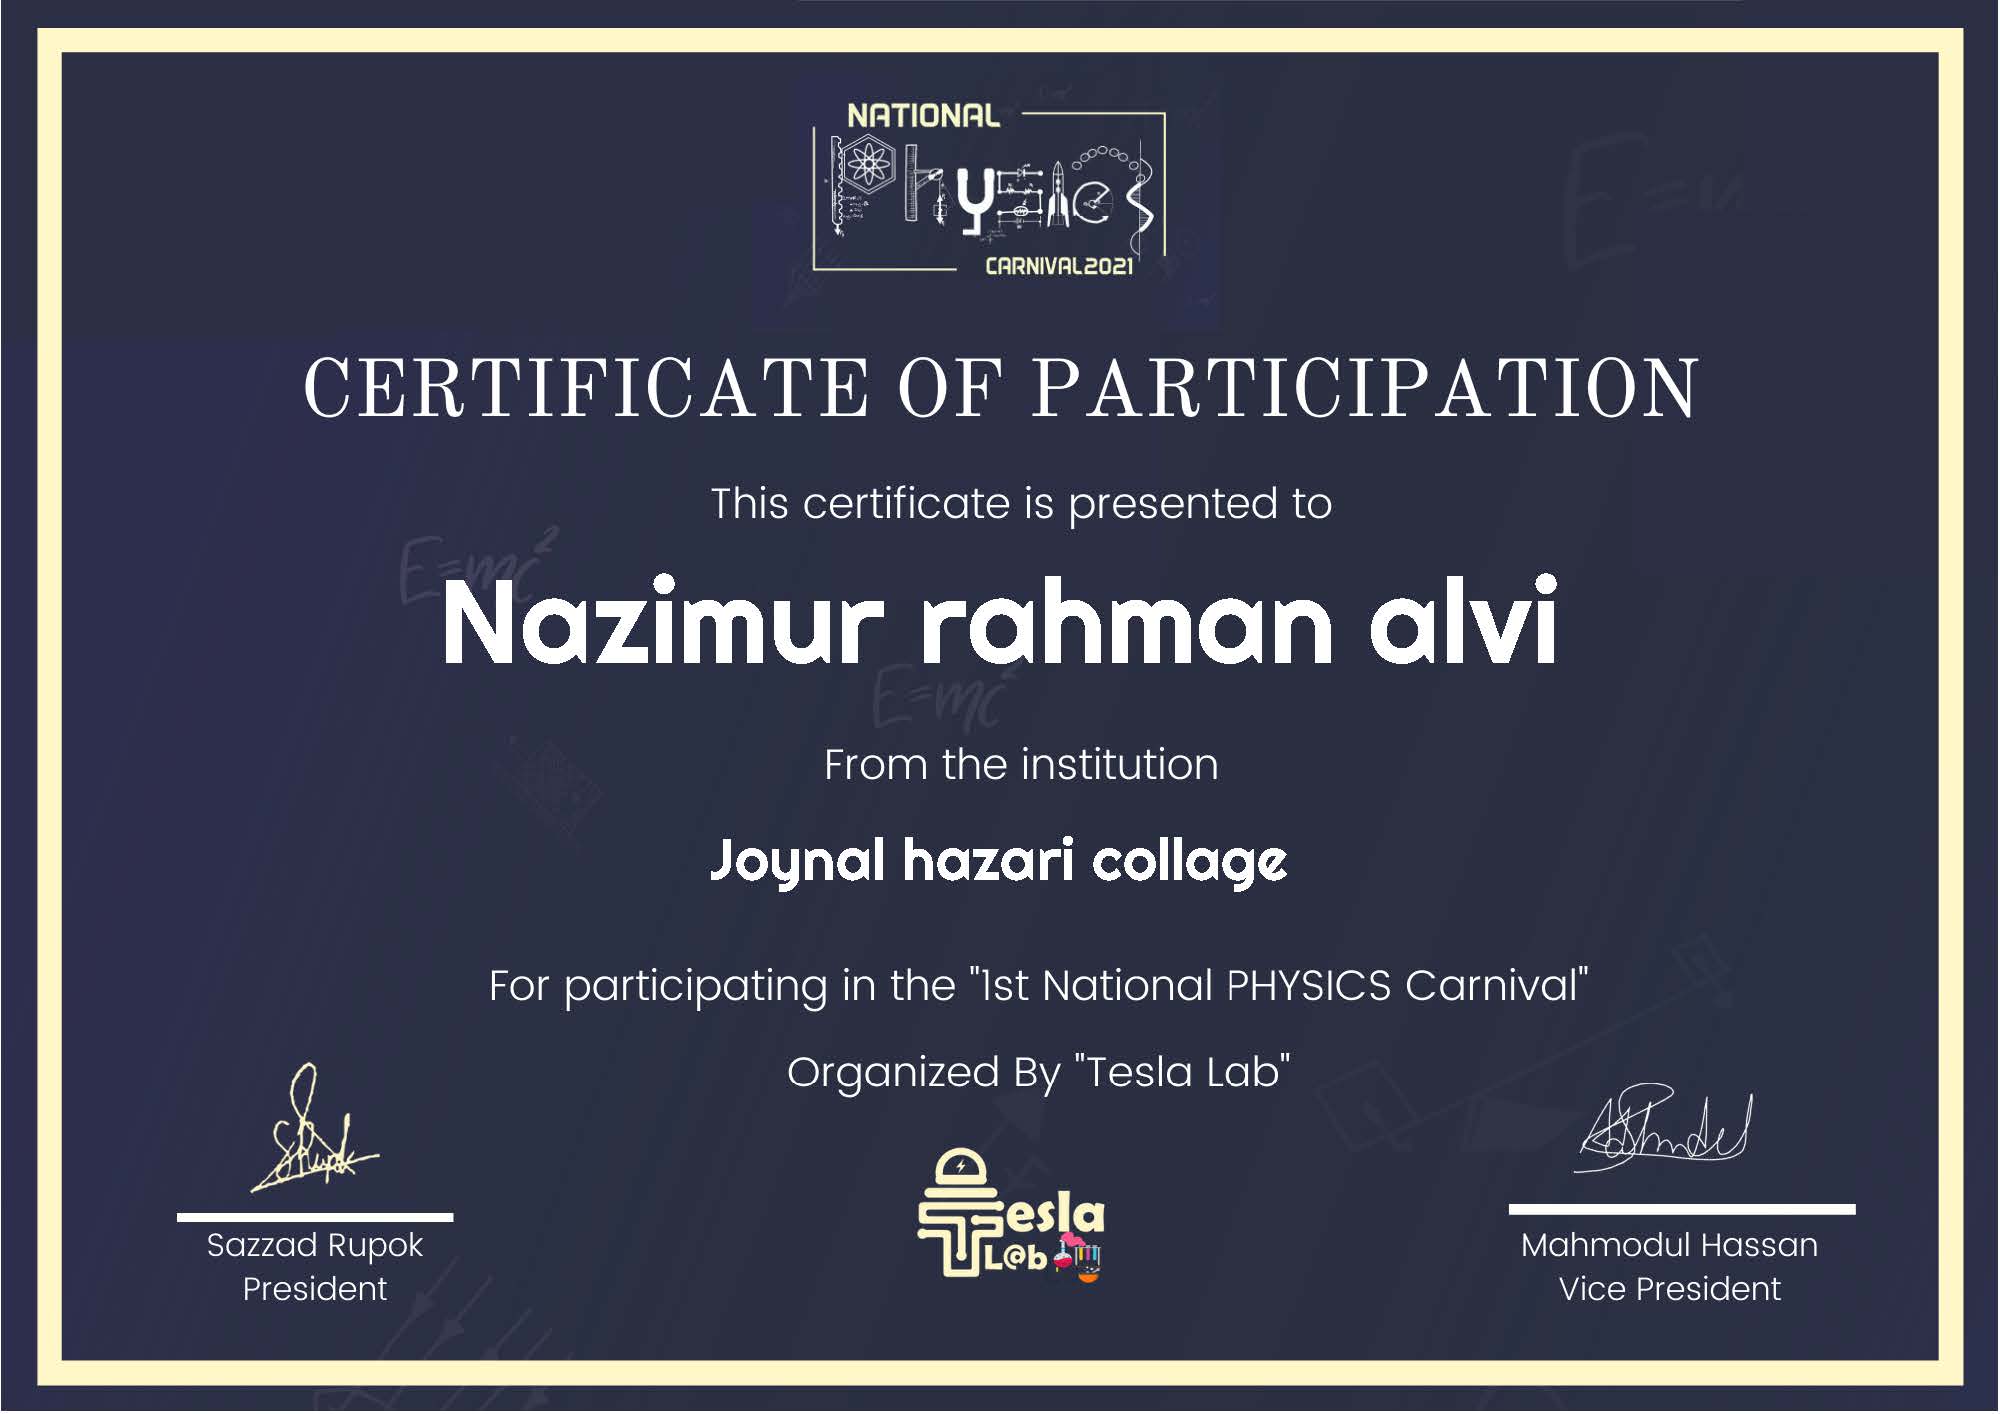 NATIONAL
Physics
CARNIVAL2021
CERTIFICATE OF PARTICIPATION
This certificate is presented to
E=mc²
Nazimur rahman alvi
E=mc²
From the institution
Joynal hazari collage
For participating in the "1st National PHYSICS Carnival"
Organized By "Tesla Lab"
Tesla
L@b
Sazzad Rupok
President
Mahmodul Hassan
Vice President